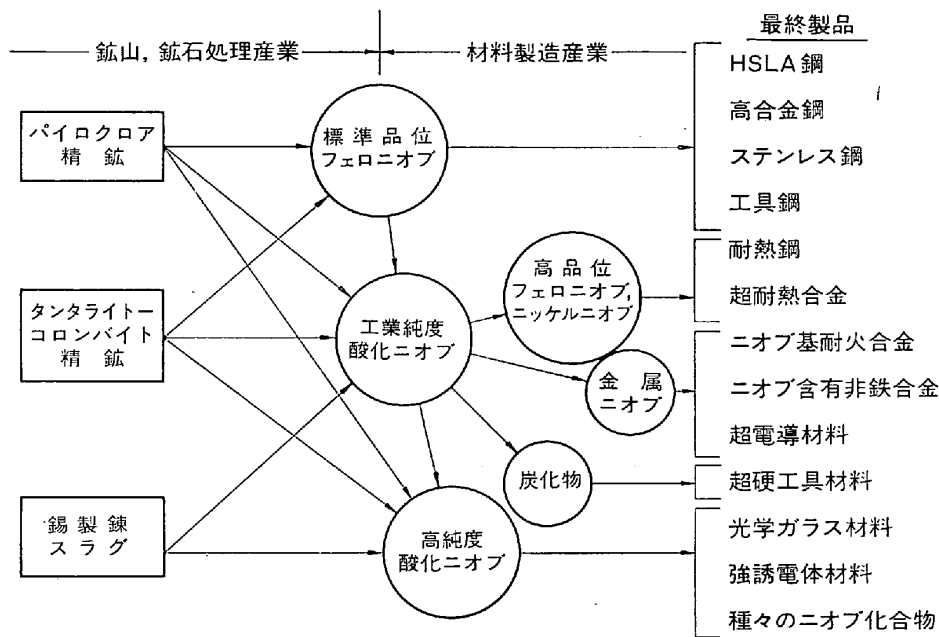 鉱山，鉱石処理産業
材料製造産業
最終製品
パイロクロア
精鉱
タンタライトー
コロンバイト
精鉱
錫製錬
スラグ
標準品位
フェロニオブ
工業純度
酸化ニオブ
高純度
酸化ニオブ
高品位
フェロニオブ，
ニッケルニオブ
金属
ニオブ
炭化物
HSLA鋼
高合金鋼
ステンレス鋼
工具鋼
耐熱鋼
超耐熱合金
ニオブ基耐火合金
ニオブ含有非鉄合金
超電導材料
超硬工具材料
光学ガラス材料
強誘電体材料
種々のニオブ化合物